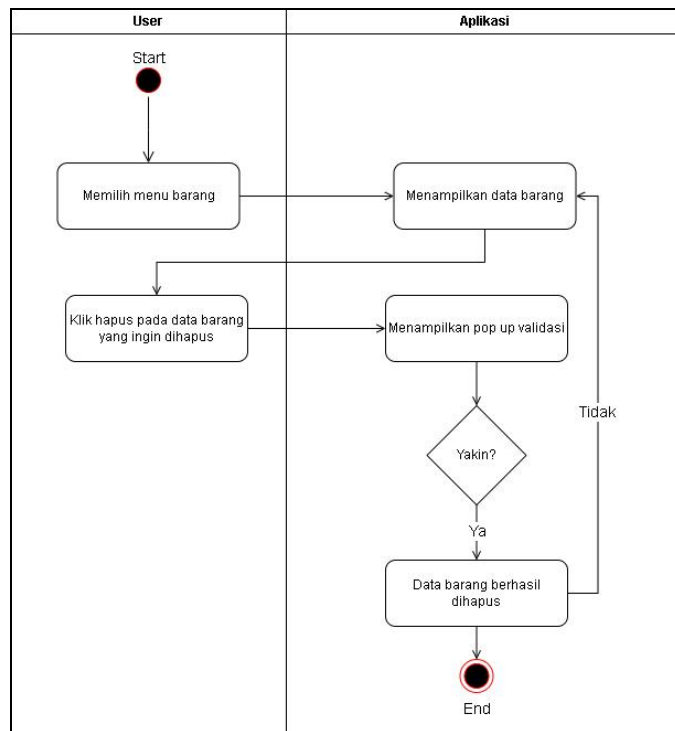 User
Aplikasi
Start
Memilih menu barang
Menampilkan data barang
Klik hapus pada data barang
yang ingin dihapus
Menampilkan pop up validasi
Tidak
Yakin?
Ya
Data barang berhasil
dihapus
End